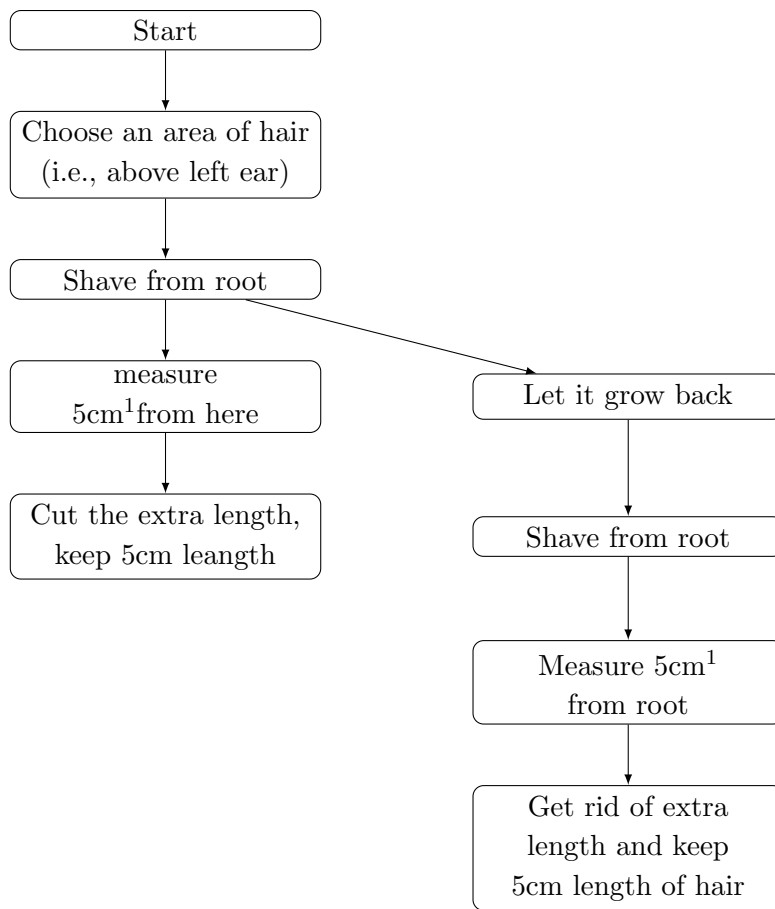 Start
Choose an area of hair
(i.e., above left ear)
Shave from root
measure
5cm¹from here
Cut the extra length,
keep 5cm leangth
Let it grow back
Shave from root
Measure 5cm¹
from root
Get rid of extra
length and keep
5cm length of hair